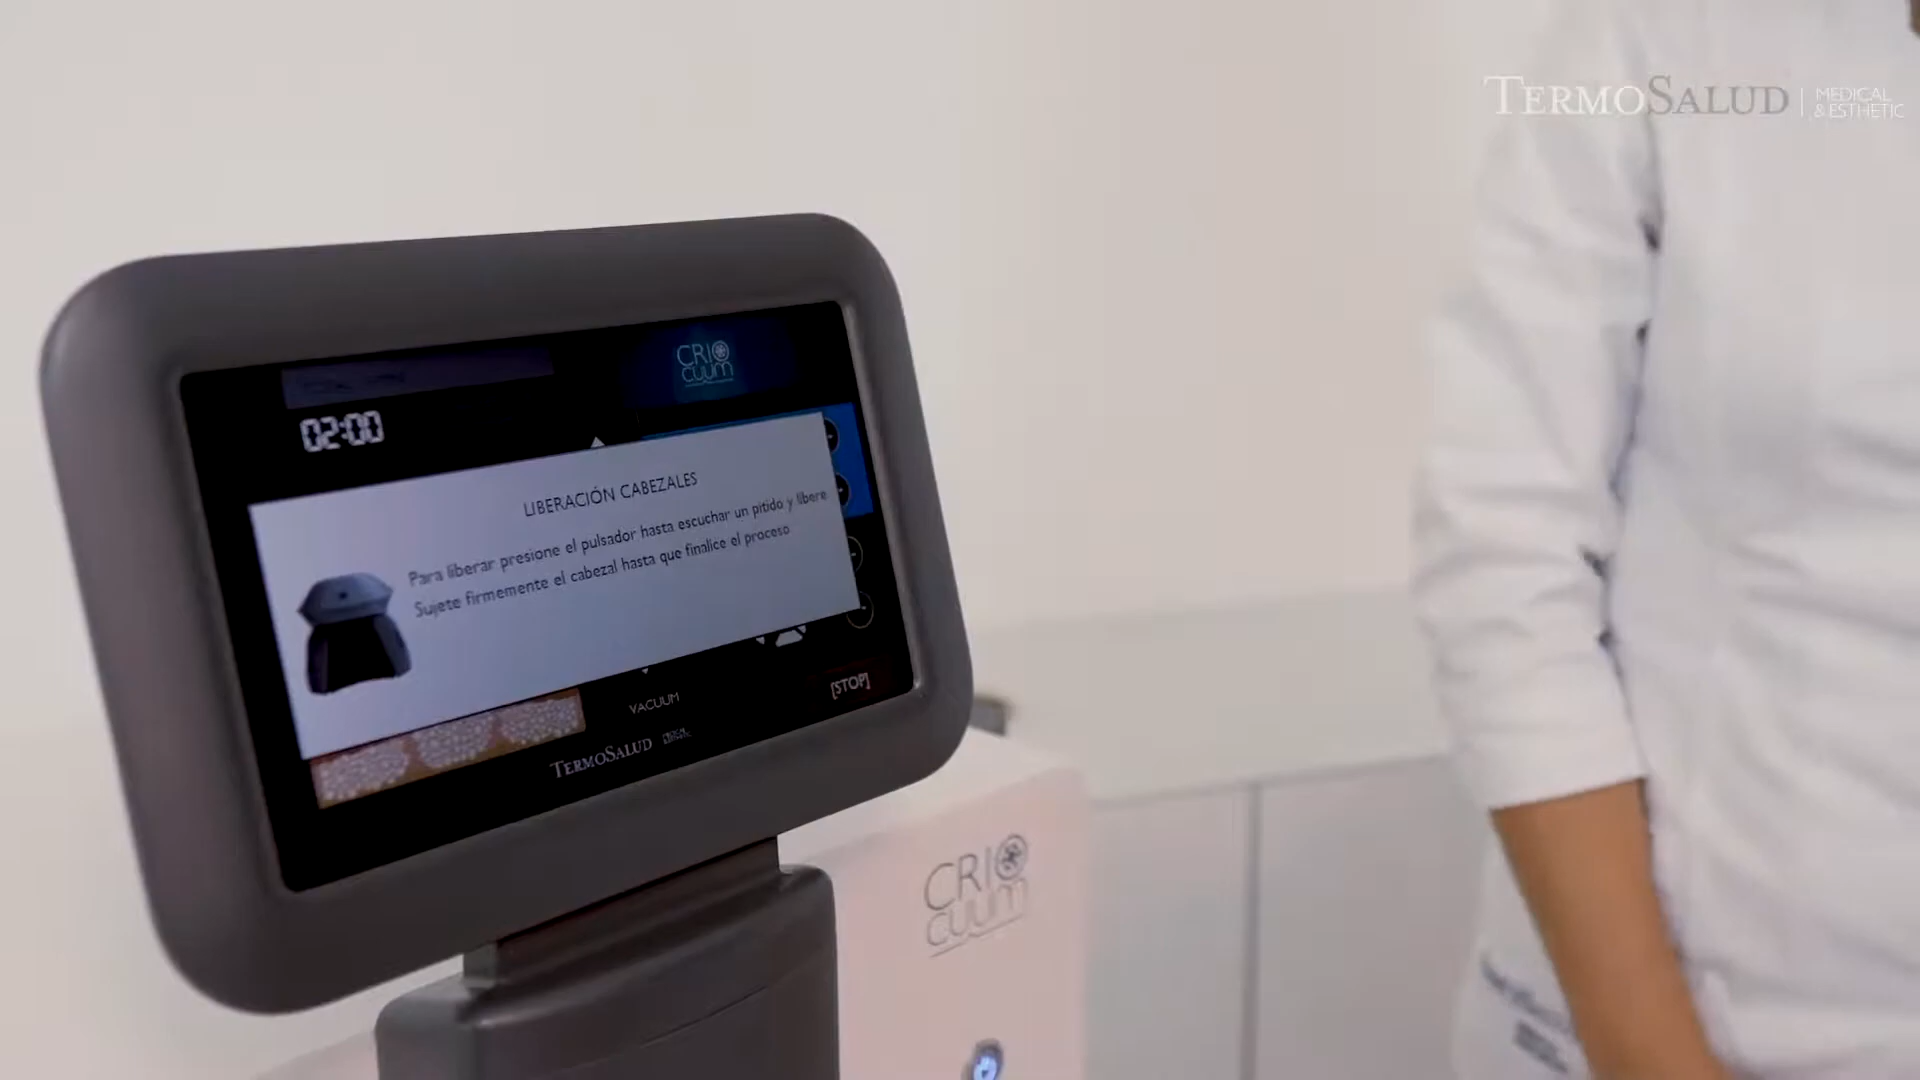 TERMOSALUD
MEDICAL
& ESTHETIC
CRIO
CUUM
02:00
LIBERACIÓN CABEZALES
Para liberar presione el pulsador hasta escuchar un pitido y libere
Sujete firmemente el cabezal hasta que finalice el proceso
VACUUM
[STOP]
TERMOSALUD
CRIO
CUUM